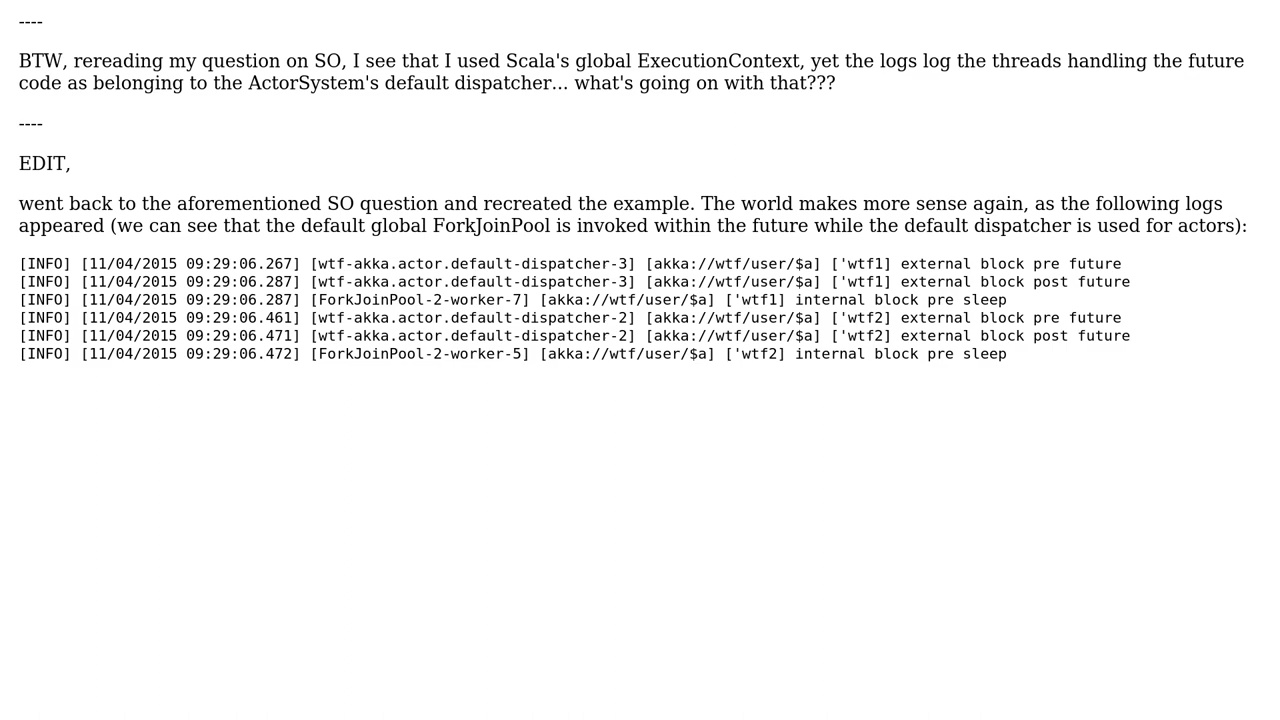 ----
BTW, rereading my question on SO, I see that I used Scala's global ExecutionContext, yet the logs log the threads handling the future
code as belonging to the ActorSystem's default dispatcher... what's going on with that???
----
EDIT,
went back to the aforementioned SO question and recreated the example. The world makes more sense again, as the following logs
appeared (we can see that the default global ForkJoinPool is invoked within the future while the default dispatcher is used for actors):
[INFO] [11/04/2015 09:29:06.267] [wtf-akka.actor.default-dispatcher-3] [akka://wtf/user/$a] ['wtf1] external block pre future
[INFO] [11/04/2015 09:29:06.287] [wtf-akka.actor.default-dispatcher-3] [akka://wtf/user/$a] ['wtf1] external block post future
[INFO] [11/04/2015 09:29:06.287] [ForkJoinPool-2-worker-7] [akka://wtf/user/$a] ['wtf1] internal block pre sleep
[INFO] [11/04/2015 09:29:06.461] [wtf-akka.actor.default-dispatcher-2] [akka://wtf/user/$a] ['wtf2] external block pre future
[INFO] [11/04/2015 09:29:06.471] [wtf-akka.actor.default-dispatcher-2] [akka://wtf/user/$a] ['wtf2] external block post future
[INFO] [11/04/2015 09:29:06.472] [ForkJoinPool-2-worker-5] [akka://wtf/user/$a] ['wtf2] internal block pre sleep